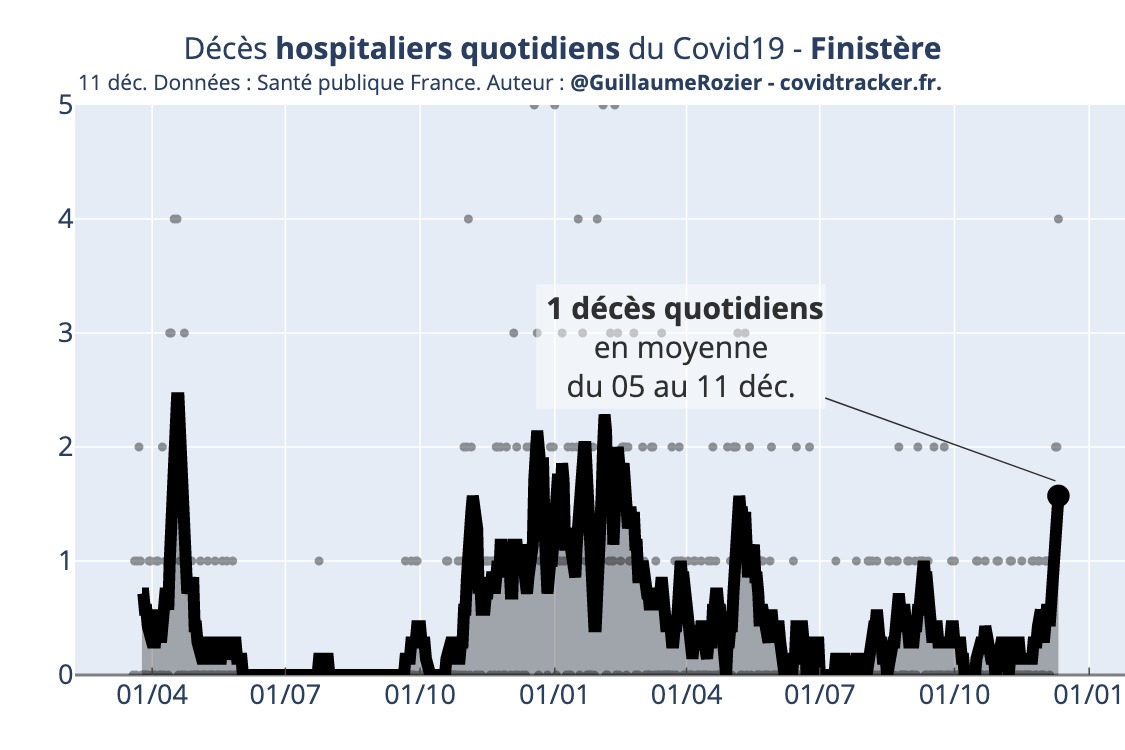 Décès hospitaliers quotidiens du Covid19 - Finistère
11 déc. Données : Santé publique France. Auteur : @GuillaumeRozier - covidtracker.fr.
5
4
3
2
1
0
1 décès quotidiens
en moyenne
du 05 au 11 déc.
01/04 01/07 01/10 01/01 01/04 01/07 01/10 01/01